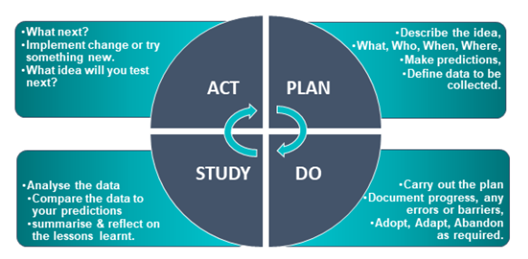 •What next?
•Implement change or try
something new.
•What idea will you test
next?
ACT
PLAN
•Describe the idea,
•What, Who, When, Where,
•Make predictions,
•Define data to be
collected.
•Analyse the data
•Compare the data to
your predictions
•summarise & reflect on
the lessons learnt.
STUDY
DO
•Carry out the plan
•Document progress, any
errors or barriers,
•Adopt, Adapt, Abandon
as required.